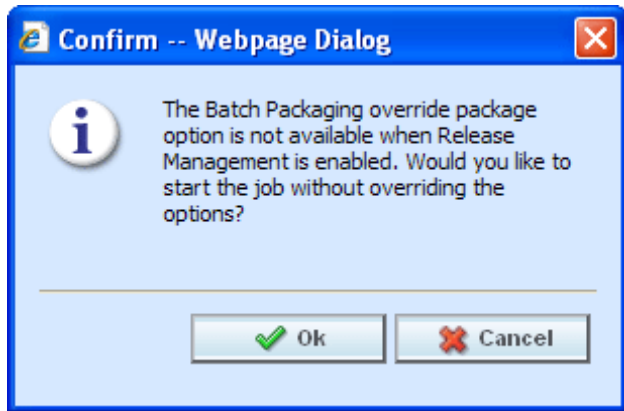 Confirm -- Webpage Dialog
The Batch Packaging override package
option is not available when Release
Management is enabled. Would you like to
start the job without overriding the
options?
Ok
Cancel